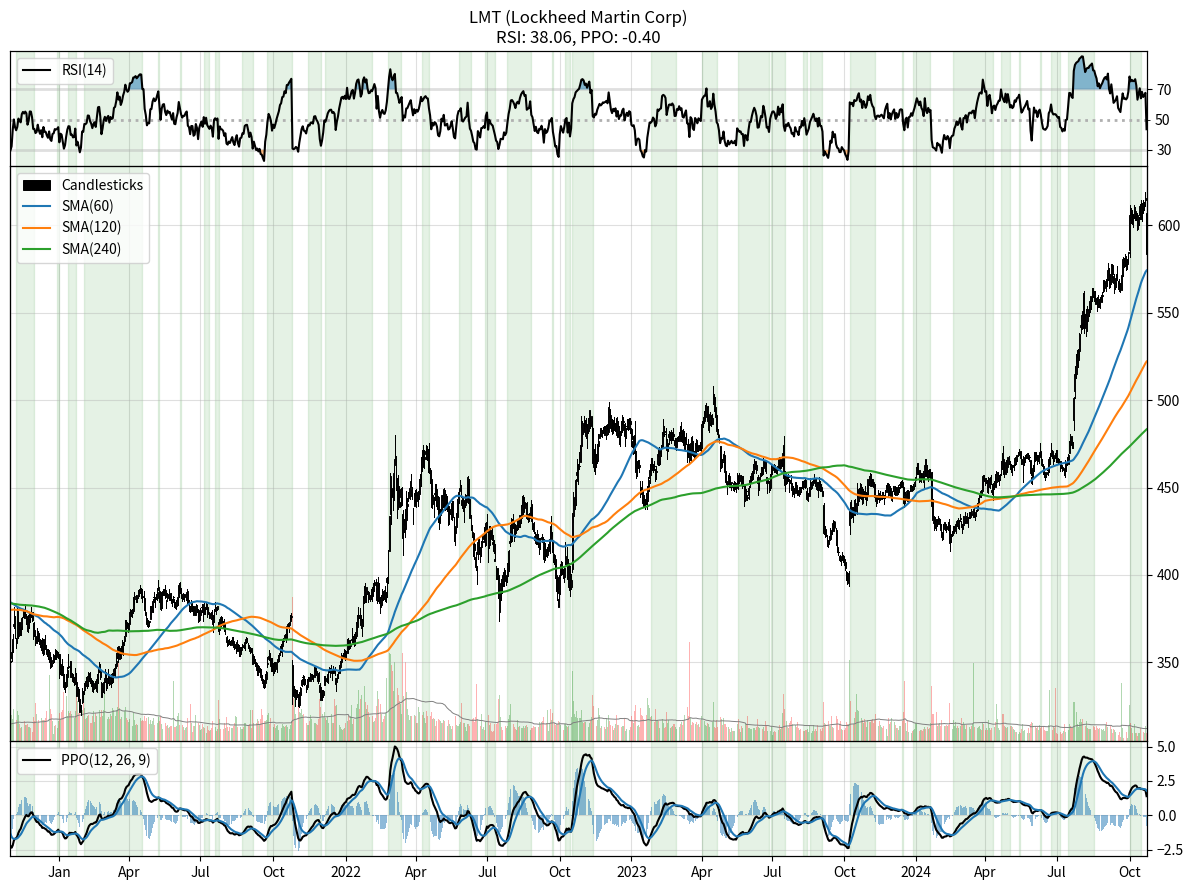 LMT (Lockheed Martin Corp)
RSI: 38.06, PPO: -0.40
RSI(14)
70
50
30
Candlesticks
SMA(60)
SMA(120)
SMA(240)
600
550
500
450
400
350
PPO(12, 26, 9)
5.0
2.5
0.0
−2.5
Jan Apr Jul Oct 2022 Apr Jul Oct 2023 Apr Jul Oct 2024 Apr Jul Oct